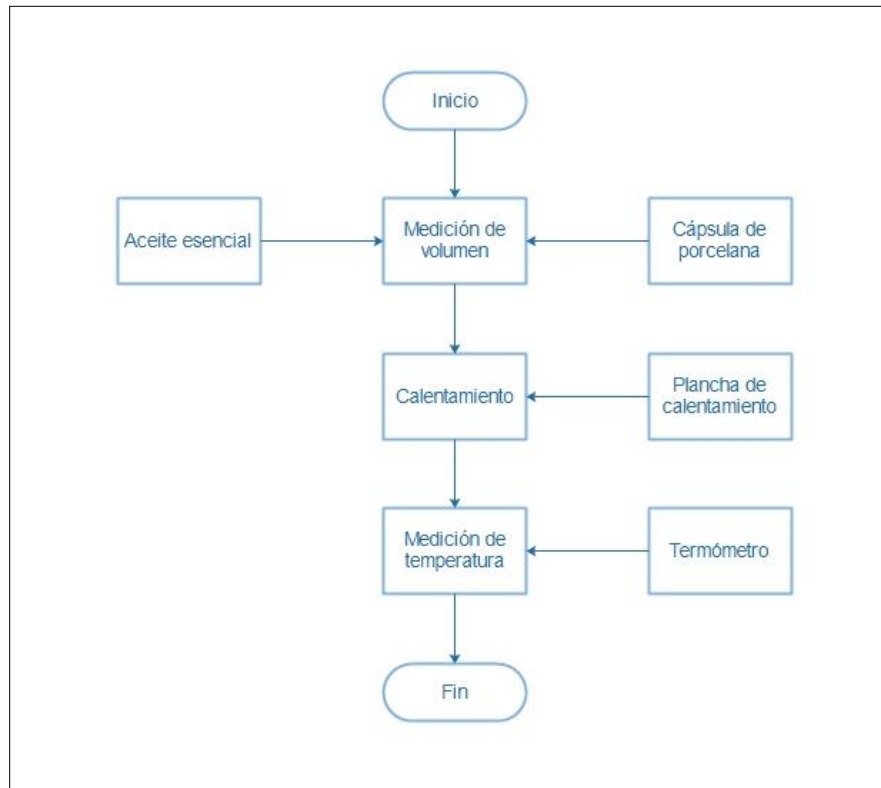 Inicio
Aceite esencial
Medición de
volumen
Cápsula de
porcelana
Calentamiento
Plancha de
calentamiento
Medición de
temperatura
Termómetro
Fin